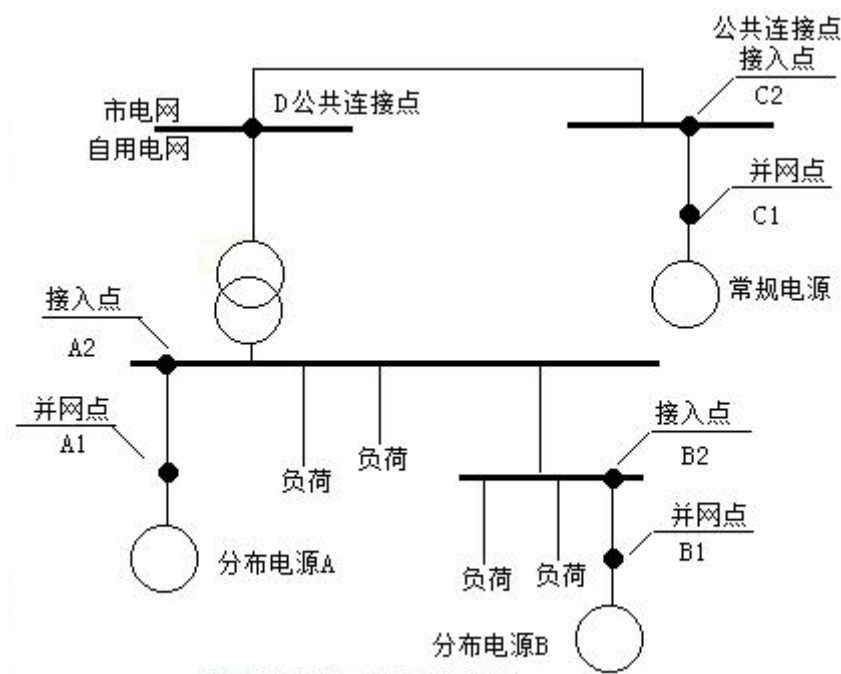 公共连接点
接入点
C2
市电网
D公共连接点
自用电网
并网点
C1
常规电源
接入点
A2
并网点
A1
负荷
负荷
接入点
B2
并网点
B1
负荷
负荷
分布电源A
分布电源B